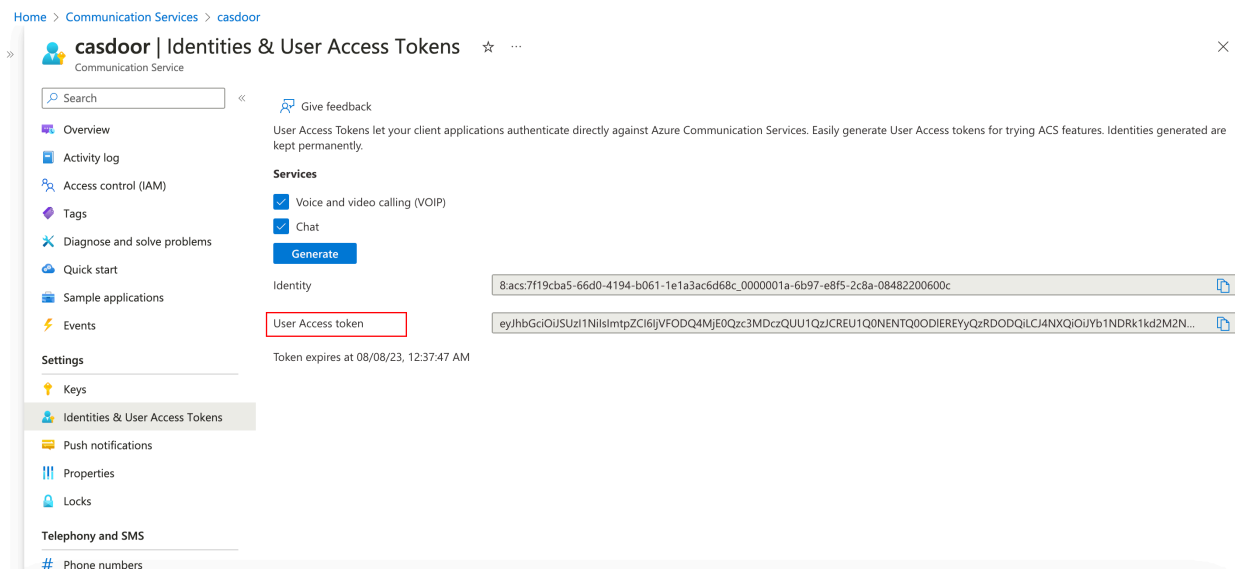 Home > Communication Services > casdoor
casdoor | Identities & User Access Tokens
Communication Service
Search
Overview
Activity log
Access control (IAM)
Tags
Diagnose and solve problems
Quick start
Sample applications
Events
Settings
Keys
Identities & User Access Tokens
Push notifications
Properties
Locks
Telephony and SMS
Phone numbers
Give feedback
User Access Tokens let your client applications authenticate directly against Azure Communication Services. Easily generate User Access tokens for trying ACS features. Identities generated are
kept permanently.
Services
Voice and video calling (VOIP)
Chat
Generate
Identity
8:acs:7f19cba5-66d0-4194-b061-1e1a3ac6d68c_0000001a-6b97-e8f5-2c8a-08482200600c
User Access token
Token expires at 08/08/23, 12:37:47 AM